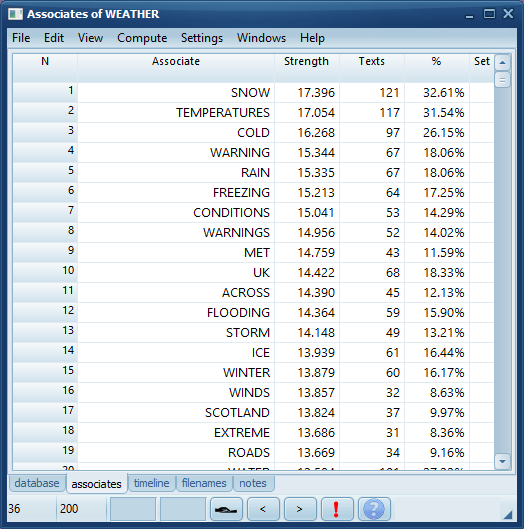 Associates of WEATHER
File Edit View Compute Settings Windows Help
N Associate Strength Texts % Set
1 SNOW 17.396 121 32.61%
2 TEMPERATURES 17.054 117 31.54%
3 COLD 16.268 97 26.15%
4 WARNING 15.344 67 18.06%
5 RAIN 15.335 67 18.06%
6 FREEZING 15.213 64 17.25%
7 CONDITIONS 15.041 53 14.29%
8 WARNINGS 14.956 52 14.02%
9 MET 14.759 43 11.59%
10 UK 14.422 68 18.33%
11 ACROSS 14.390 45 12.13%
12 FLOODING 14.364 59 15.90%
13 STORM 14.148 49 13.21%
14 ICE 13.939 61 16.44%
15 WINTER 13.879 60 16.17%
16 WINDS 13.857 32 8.63%
17 SCOTLAND 13.824 37 9.97%
18 EXTREME 13.686 31 8.36%
19 ROADS 13.669 34 9.16%
20 WATER
database associates timeline filenames notes
36 200 < > ! ?